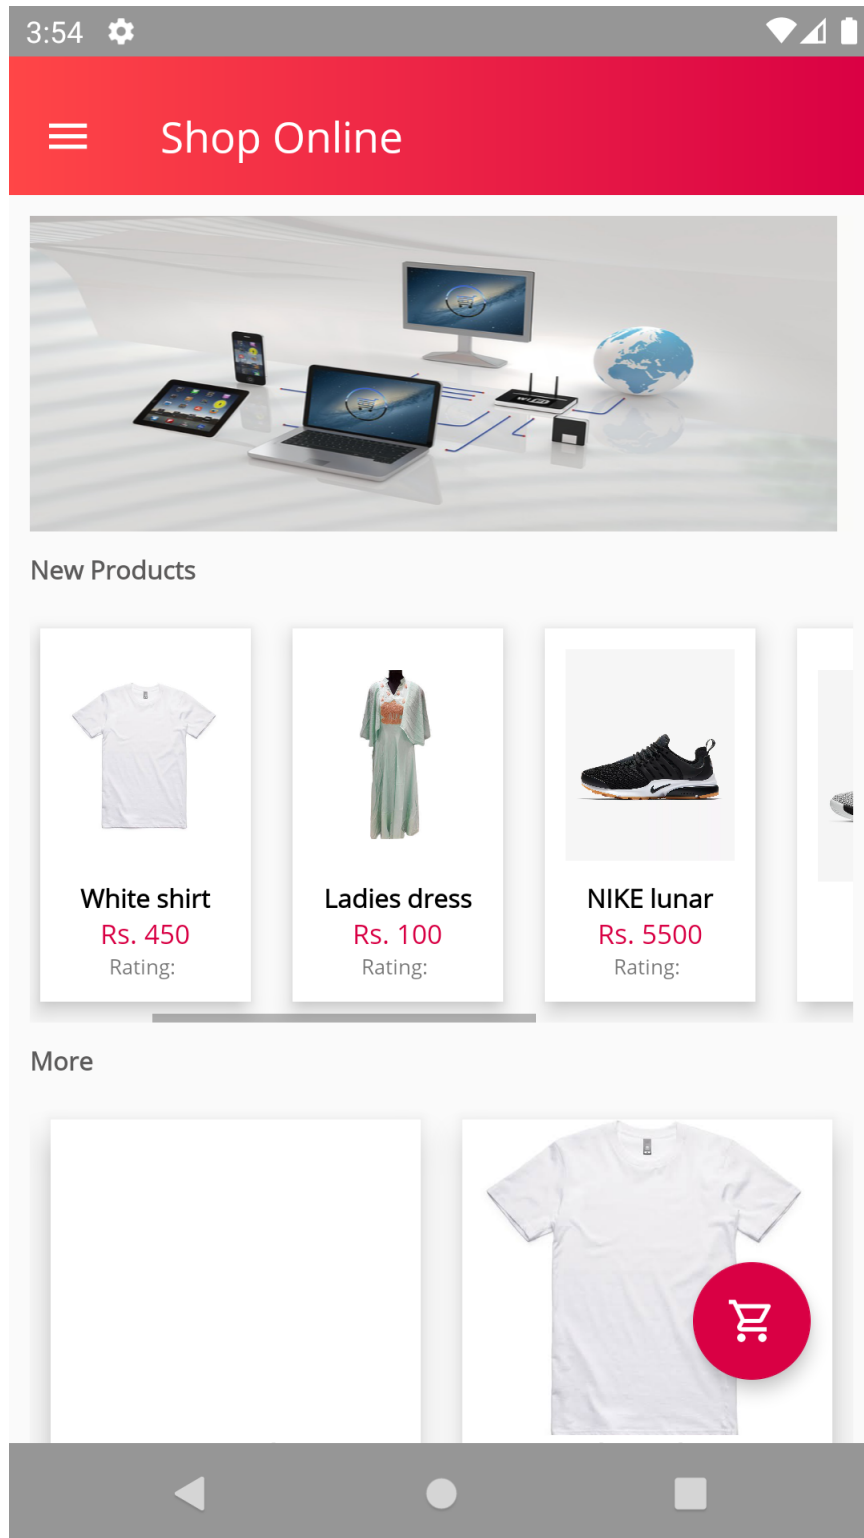 3:54
Shop Online
WiFi
New Products
White shirt
Rs. 450
Rating:
Ladies dress
Rs. 100
Rating:
NIKE lunar
Rs. 5500
Rating:
More